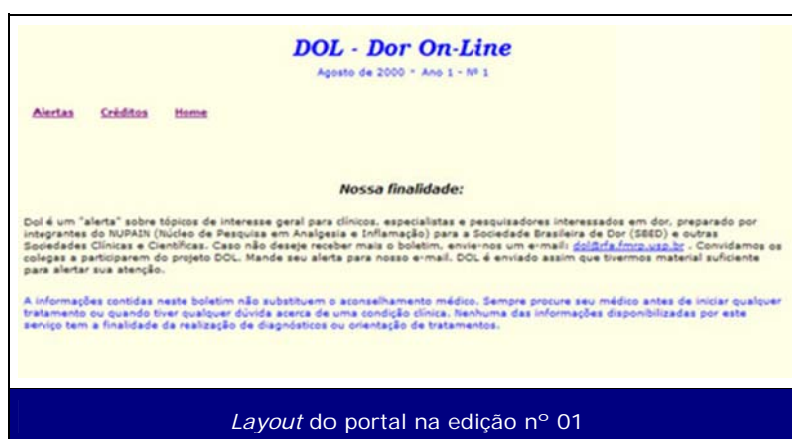 DOL - Dor On-Line
Agosto de 2000 - Ano 1 - Nº 1
Alertas Créditos Home
Nossa finalidade:
Dol é um "alerta" sobre tópicos de interesse geral para clínicos, especialistas e pesquisadores interessados em dor, preparado por
integrantes do NUPAIN (Núcleo de Pesquisa em Analgesia e Inflamação) para a Sociedade Brasileira de Dor (SBED) e outras
Sociedades Clínicas e Científicas. Caso não deseje receber mais o boletim, envie-nos um e-mail: dol@rfa.fmrp.usp.br . Convidamos os
colegas a participarem do projeto DOL. Mande seu alerta para nosso e-mail. DOL é enviado assim que tivermos material suficiente
para alertar sua atenção.
A informações contidas neste boletim não substituem o aconselhamento médico. Sempre procure seu médico antes de iniciar qualquer
tratamento ou quando tiver qualquer dúvida acerca de uma condição clínica. Nenhuma das informações disponibilizadas por este
serviço tem a finalidade da realização de diagnósticos ou orientação de tratamentos.
Layout do portal na edição nº 01